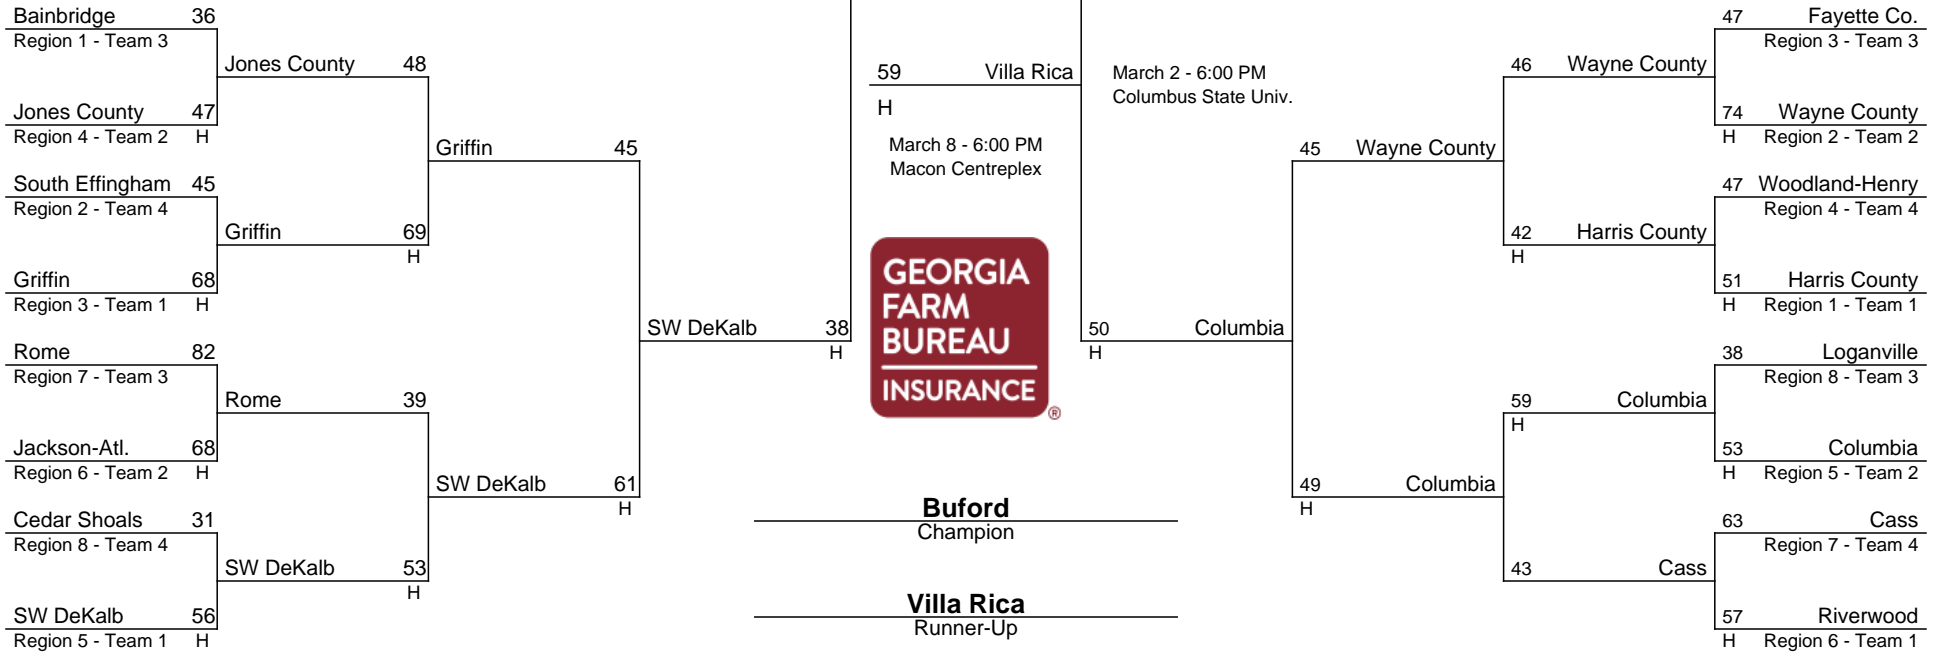 Bainbridge 36
Region 1 - Team 3
Jones County 48
Jones County 47
Region 4 - Team 2 H
Griffin 45
South Effingham 45
Region 2 - Team 4
Griffin 69
H
Griffin 68
Region 3 - Team 1 H
SW DeKalb 38
H
Rome 82
Region 7 - Team 3
Rome 39
Jackson-Atl. 68
Region 6 - Team 2 H
SW DeKalb 61
H
Cedar Shoals 31
Region 8 - Team 4
SW DeKalb 53
H
SW DeKalb 56
Region 5 - Team 1 H
59 Villa Rica
H
March 8 - 6:00 PM
Macon Centreplex
GEORGIA
FARM
BUREAU
INSURANCE
®
Buford
Champion
Villa Rica
Runner-Up
March 2 - 6:00 PM
Columbus State Univ.
47 Fayette Co.
Region 3 - Team 3
46 Wayne County
74 Wayne County
H Region 2 - Team 2
45 Wayne County
47 Woodland-Henry
Region 4 - Team 4
42 Harris County
H
51 Harris County
H Region 1 - Team 1
50 Columbia
H
38 Loganville
Region 8 - Team 3
59 Columbia
H
53 Columbia
H Region 5 - Team 2
49 Columbia
H
63 Cass
Region 7 - Team 4
43 Cass
57 Riverwood
H Region 6 - Team 1